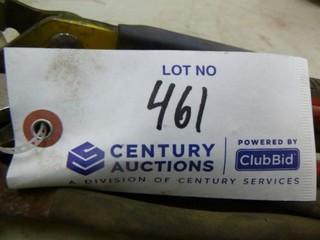 LOT NO
461
CENTURY AUCTIONS
POWERED BY
ClubBid
A DIVISION OF CENTURY SERVICES